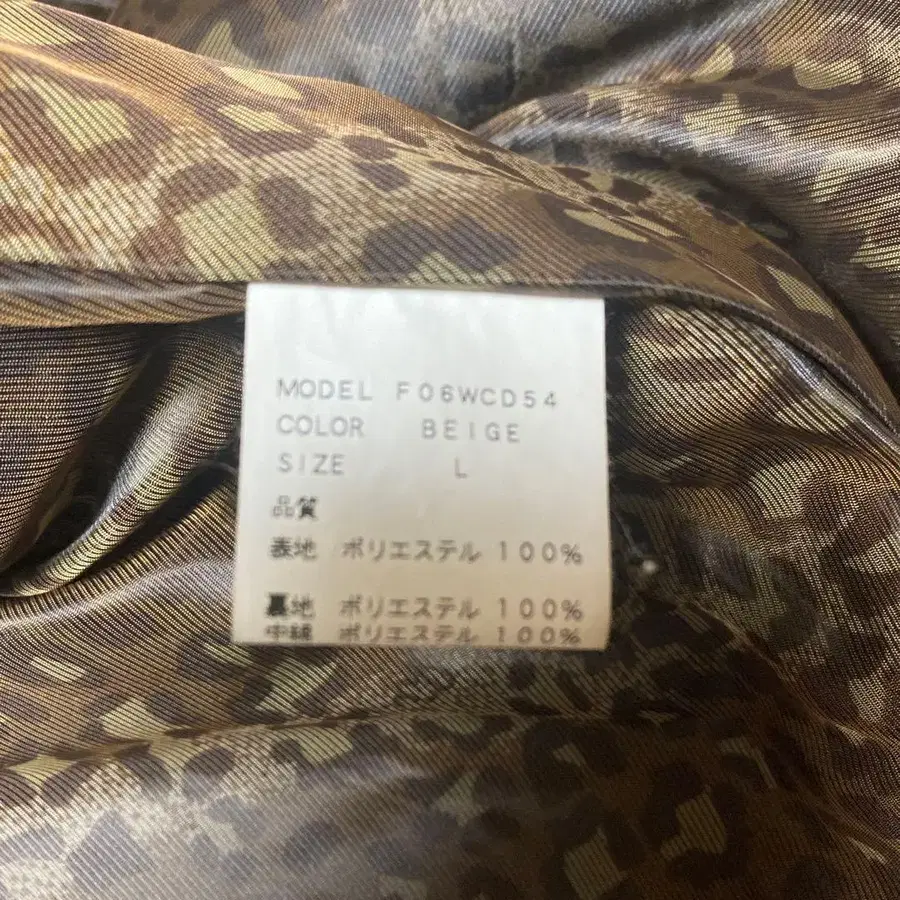 MODEL F06WCD54
COLOR BEIGE
SIZE L
品質
表地 ポリエステル 100%
裏地 ポリエステル 100%
中綿 ポリエステル 100%